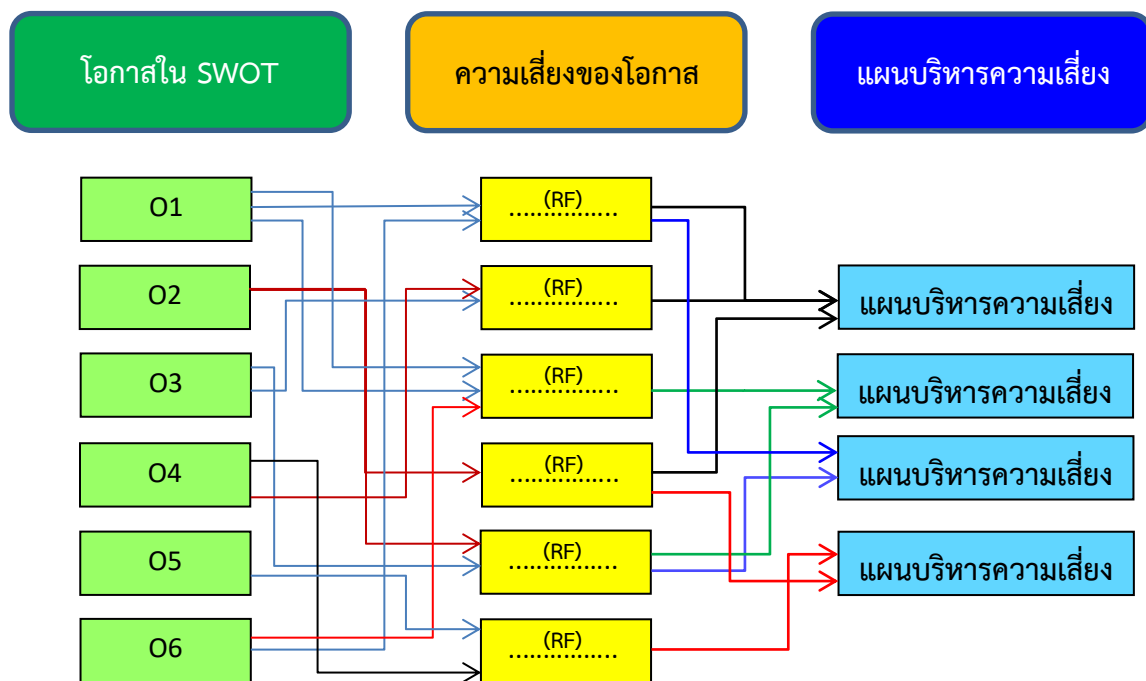 โอกาสใน SWOT
ความเสี่ยงของโอกาส
แผนบริหารความเสี่ยง
O1
(RF)
……………..
O2
(RF)
……………..
แผนบริหารความเสี่ยง
O3
(RF)
……………..
แผนบริหารความเสี่ยง
O4
(RF)
……………..
แผนบริหารความเสี่ยง
O5
(RF)
……………..
แผนบริหารความเสี่ยง
O6
(RF)
……………..